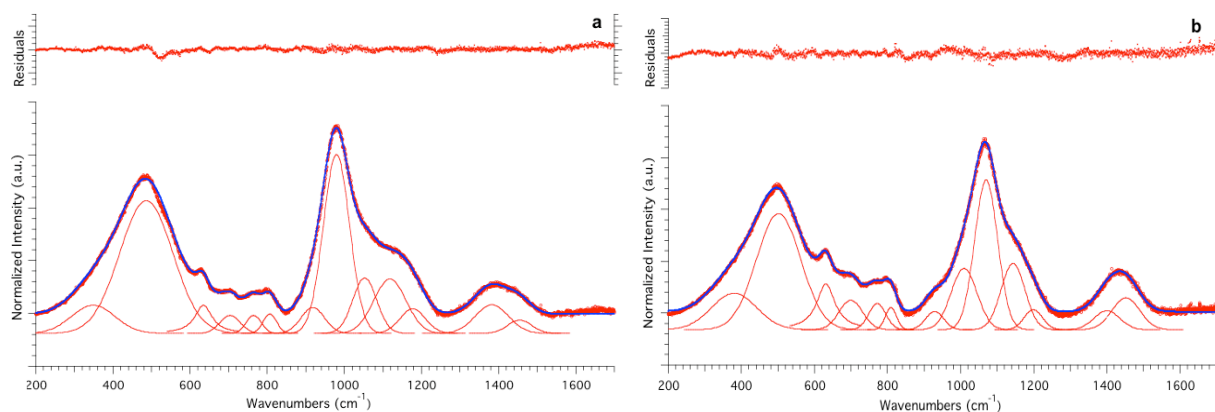 a
Residuals
Normalized Intensity (a.u.)
200 400 600 800 1000 1200 1400 1600
Wavenumbers (cm⁻¹)
b
Residuals
Normalized Intensity (a.u.)
200 400 600 800 1000 1200 1400 1600
Wavenumbers (cm⁻¹)